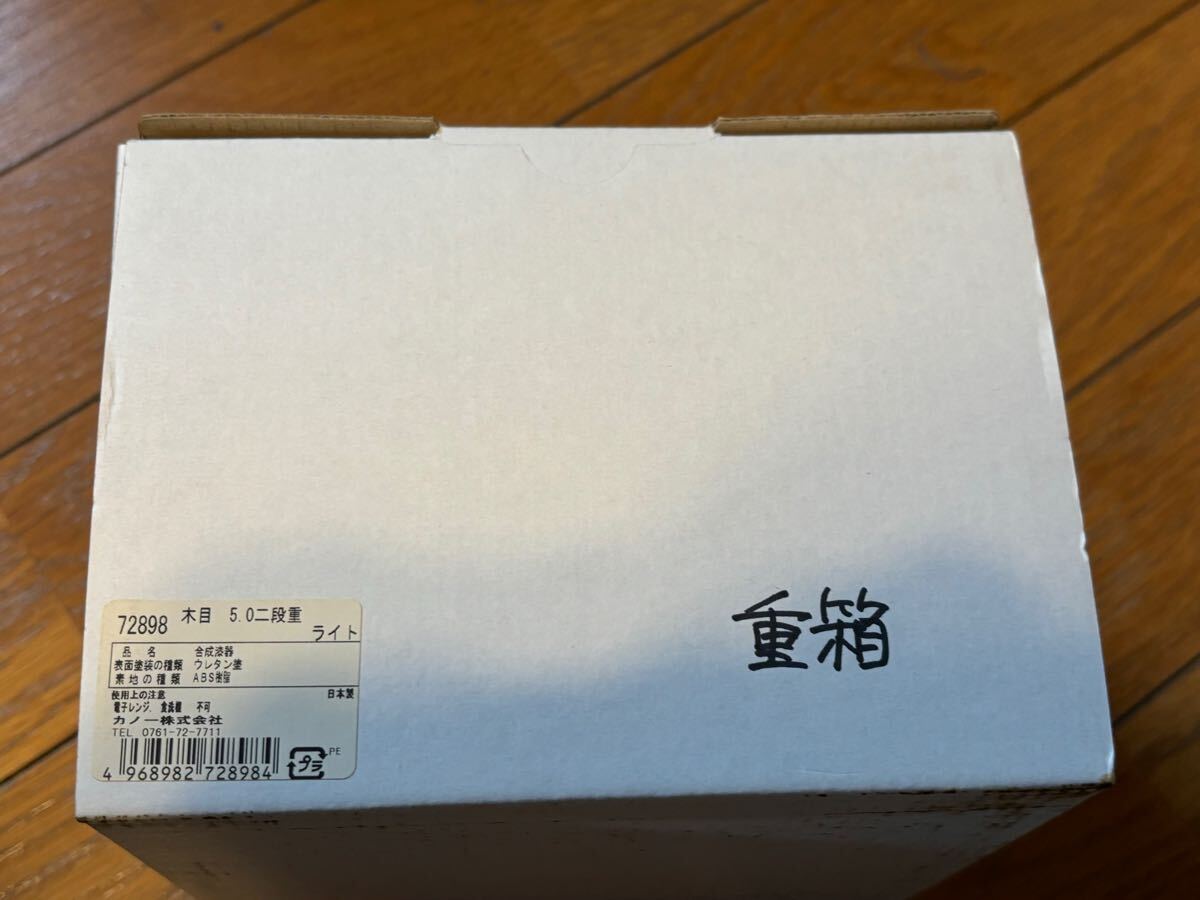 72898 木目 5.0二段重
ライト
品名 合成漆器
表面塗装の種類 ウレタン塗
素地の種類 ABS樹脂
使用上の注意 日本製
電子レンジ. 食洗機 不可
カノー株式会社
TEL 0761-72-7711
4 968982 728984
プラ PE
重箱